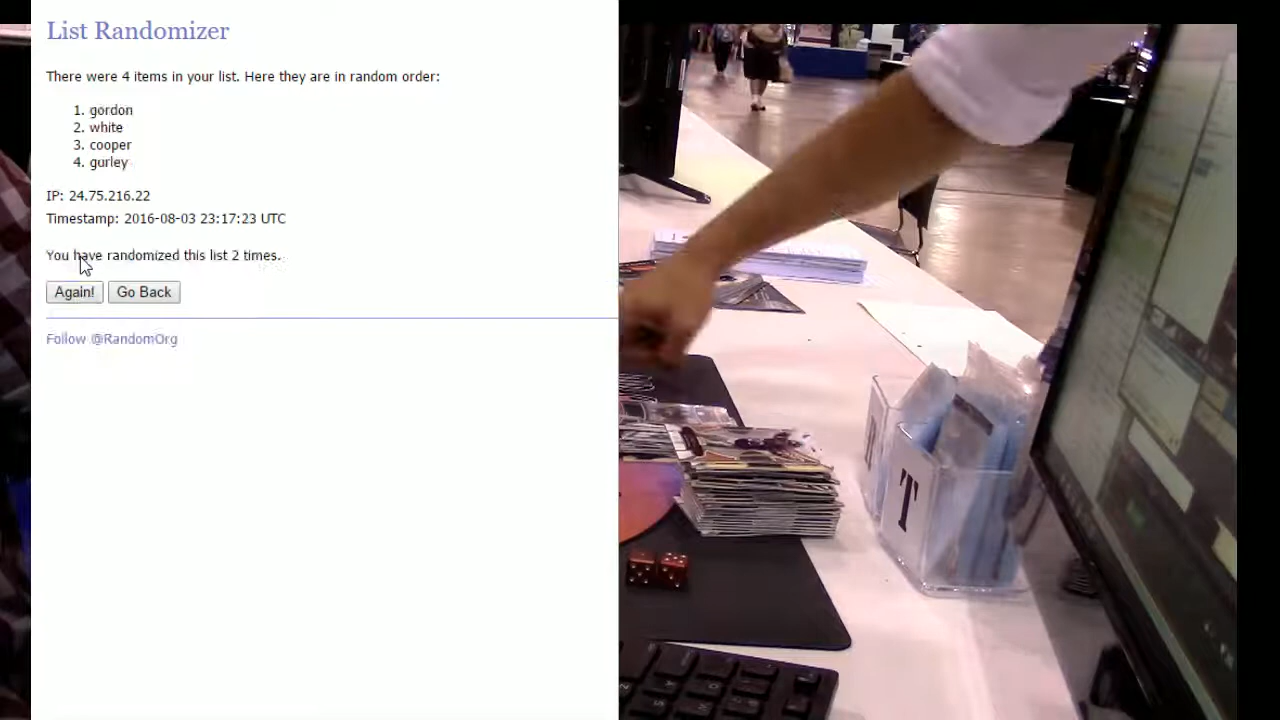 List Randomizer
There were 4 items in your list. Here they are in random order:
1. gordon
2. white
3. cooper
4. gurley
IP: 24.75.216.22
Timestamp: 2016-08-03 23:17:23 UTC
You have randomized this list 2 times.
Again! Go Back
Follow @RandomOrg
T